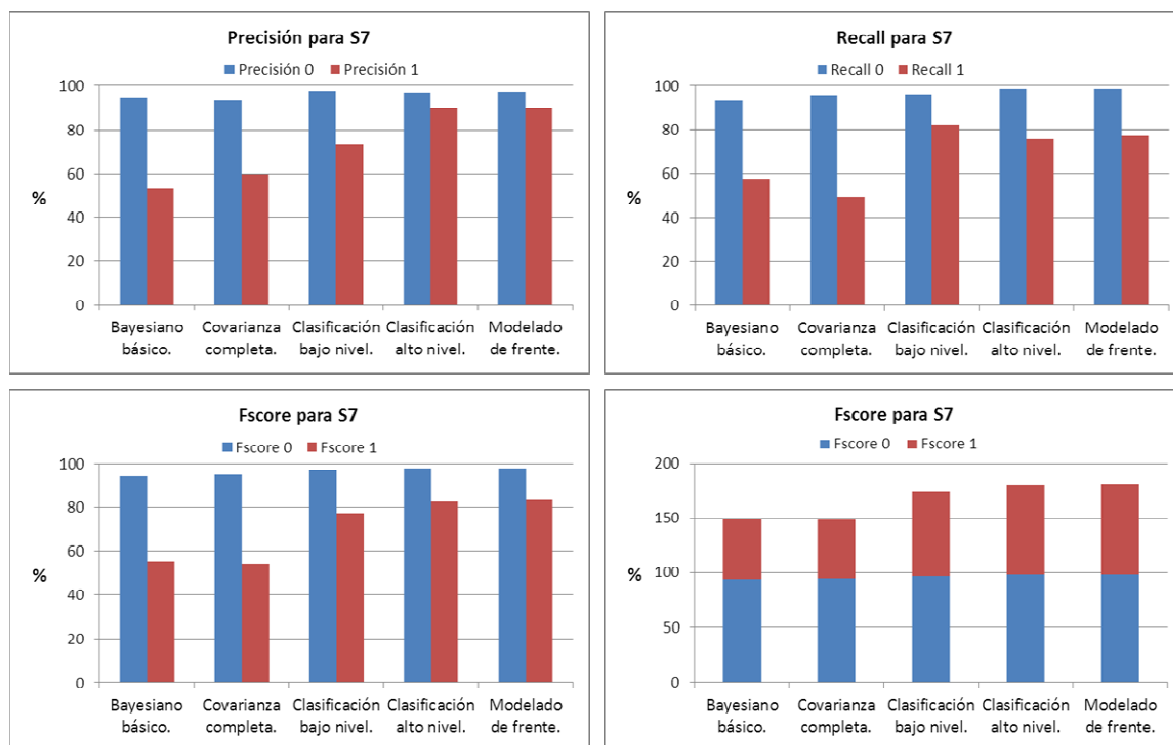 Precisión para S7
Precisión 0 Precisión 1
100
80
60
40
20
0
%
Bayesiano básico.
Covarianza completa.
Clasificación bajo nivel.
Clasificación alto nivel.
Modelado de frente.
Recall para S7
Recall 0 Recall 1
100
80
60
40
20
0
%
Bayesiano básico.
Covarianza completa.
Clasificación bajo nivel.
Clasificación alto nivel.
Modelado de frente.
Fscore para S7
Fscore 0 Fscore 1
100
80
60
40
20
0
%
Bayesiano básico.
Covarianza completa.
Clasificación bajo nivel.
Clasificación alto nivel.
Modelado de frente.
Fscore para S7
Fscore 0 Fscore 1
200
150
100
50
0
%
Bayesiano básico.
Covarianza completa.
Clasificación bajo nivel.
Clasificación alto nivel.
Modelado de frente.